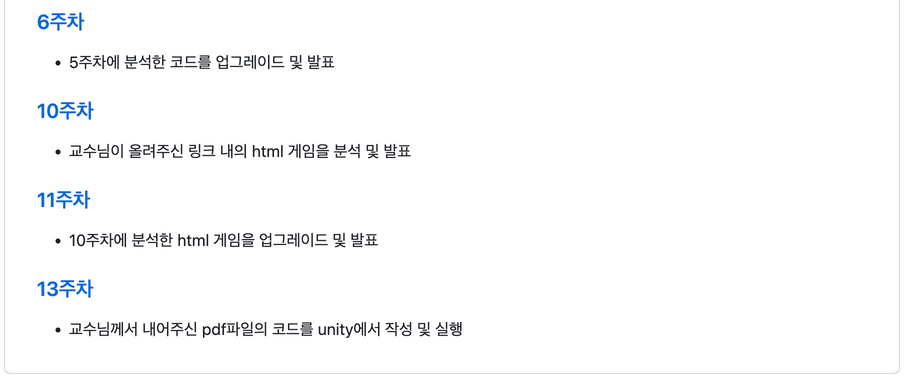 6주차
• 5주차에 분석한 코드를 업그레이드 및 발표
10주차
• 교수님이 올려주신 링크 내의 html 게임을 분석 및 발표
11주차
• 10주차에 분석한 html 게임을 업그레이드 및 발표
13주차
• 교수님께서 내어주신 pdf파일의 코드를 unity에서 작성 및 실행